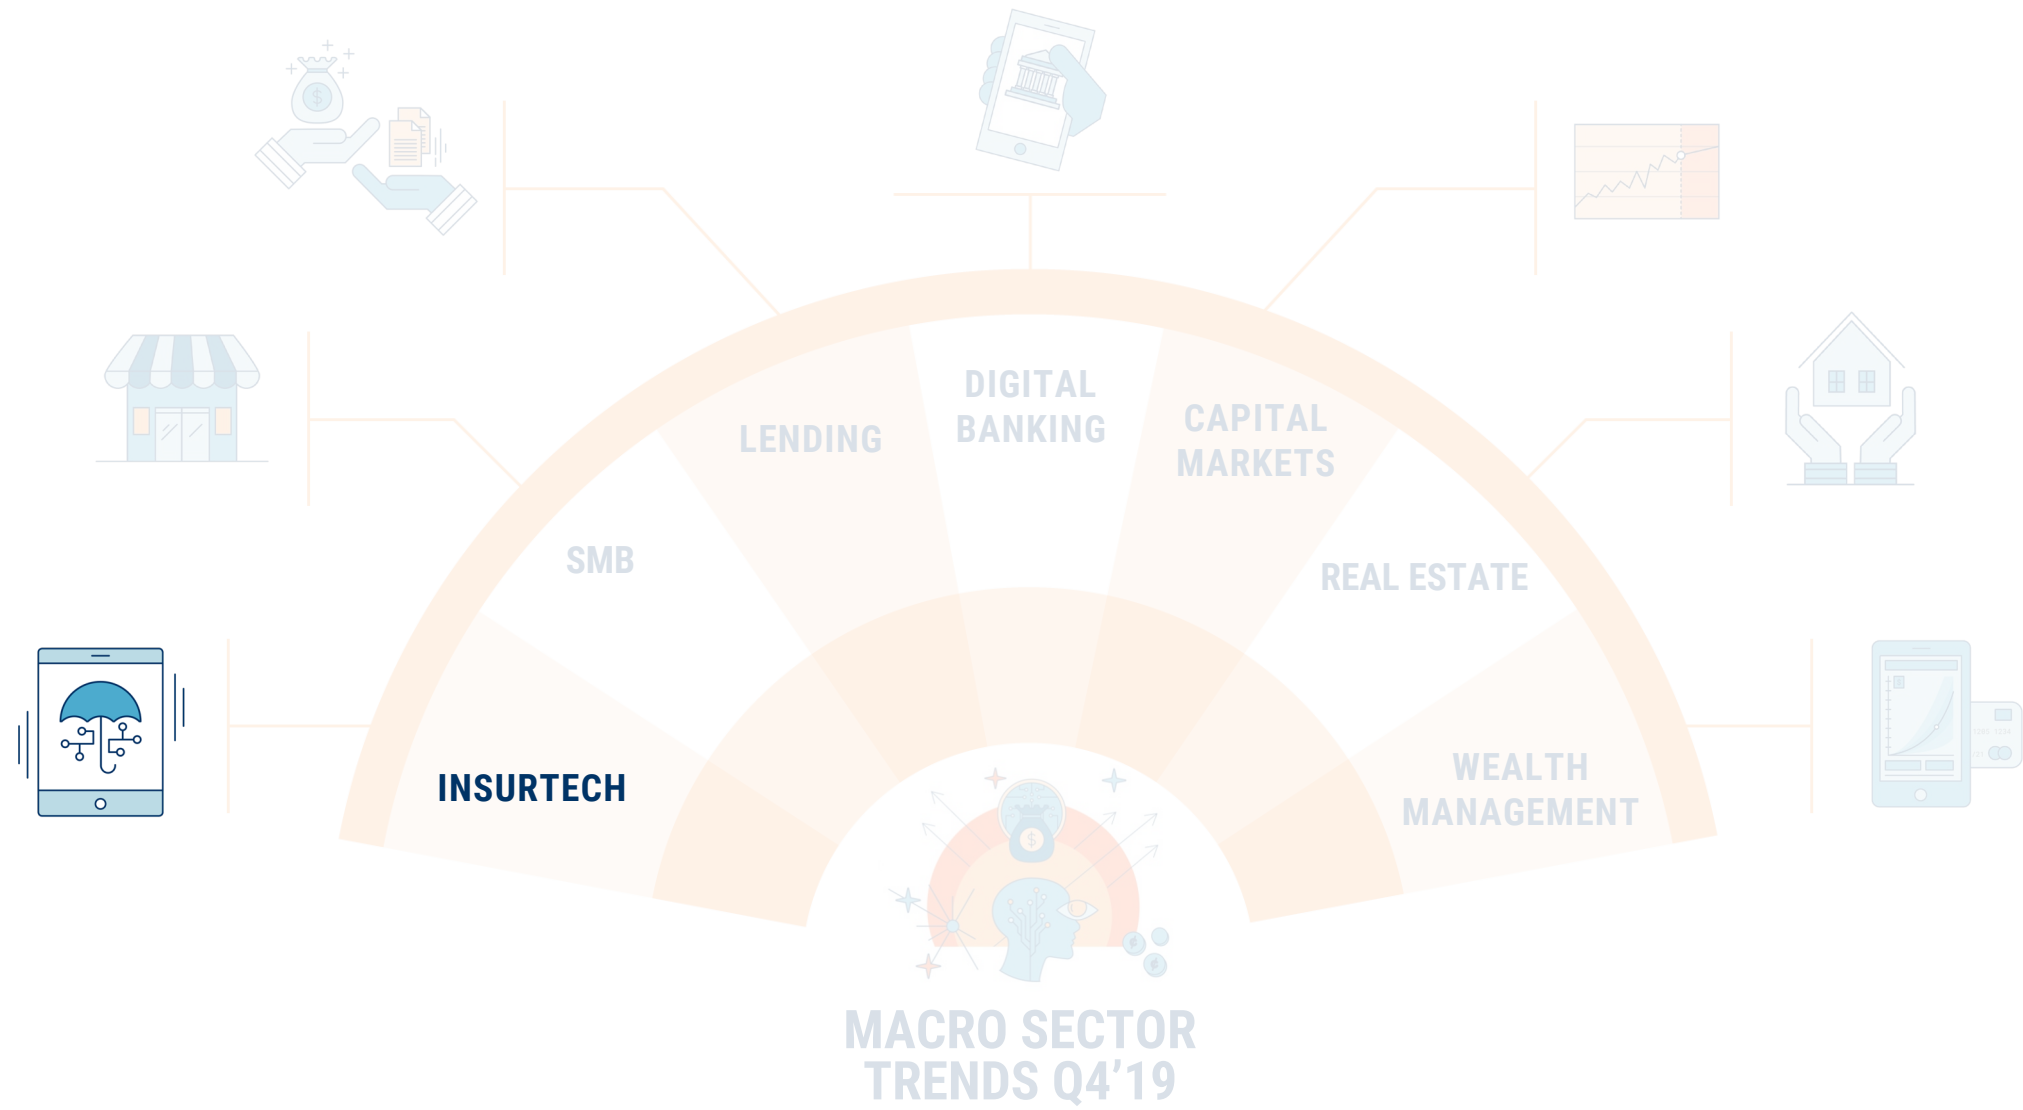 DIGITAL
BANKING
LENDING
CAPITAL
MARKETS
SMB
REAL ESTATE
INSURTECH
WEALTH
MANAGEMENT
MACRO SECTOR
TRENDS Q4’19